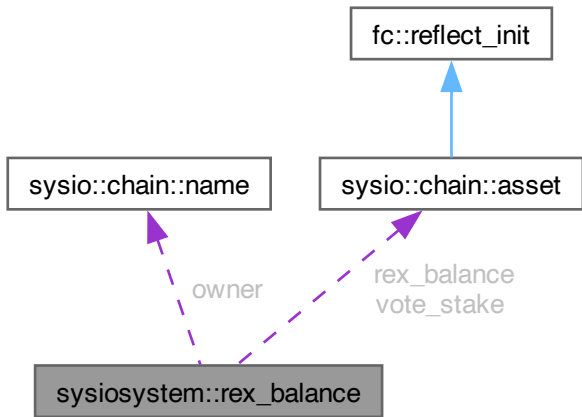 fc::reflect_init
sysio::chain::name
sysio::chain::asset
owner
rex_balance
vote_stake
sysiosystem::rex_balance